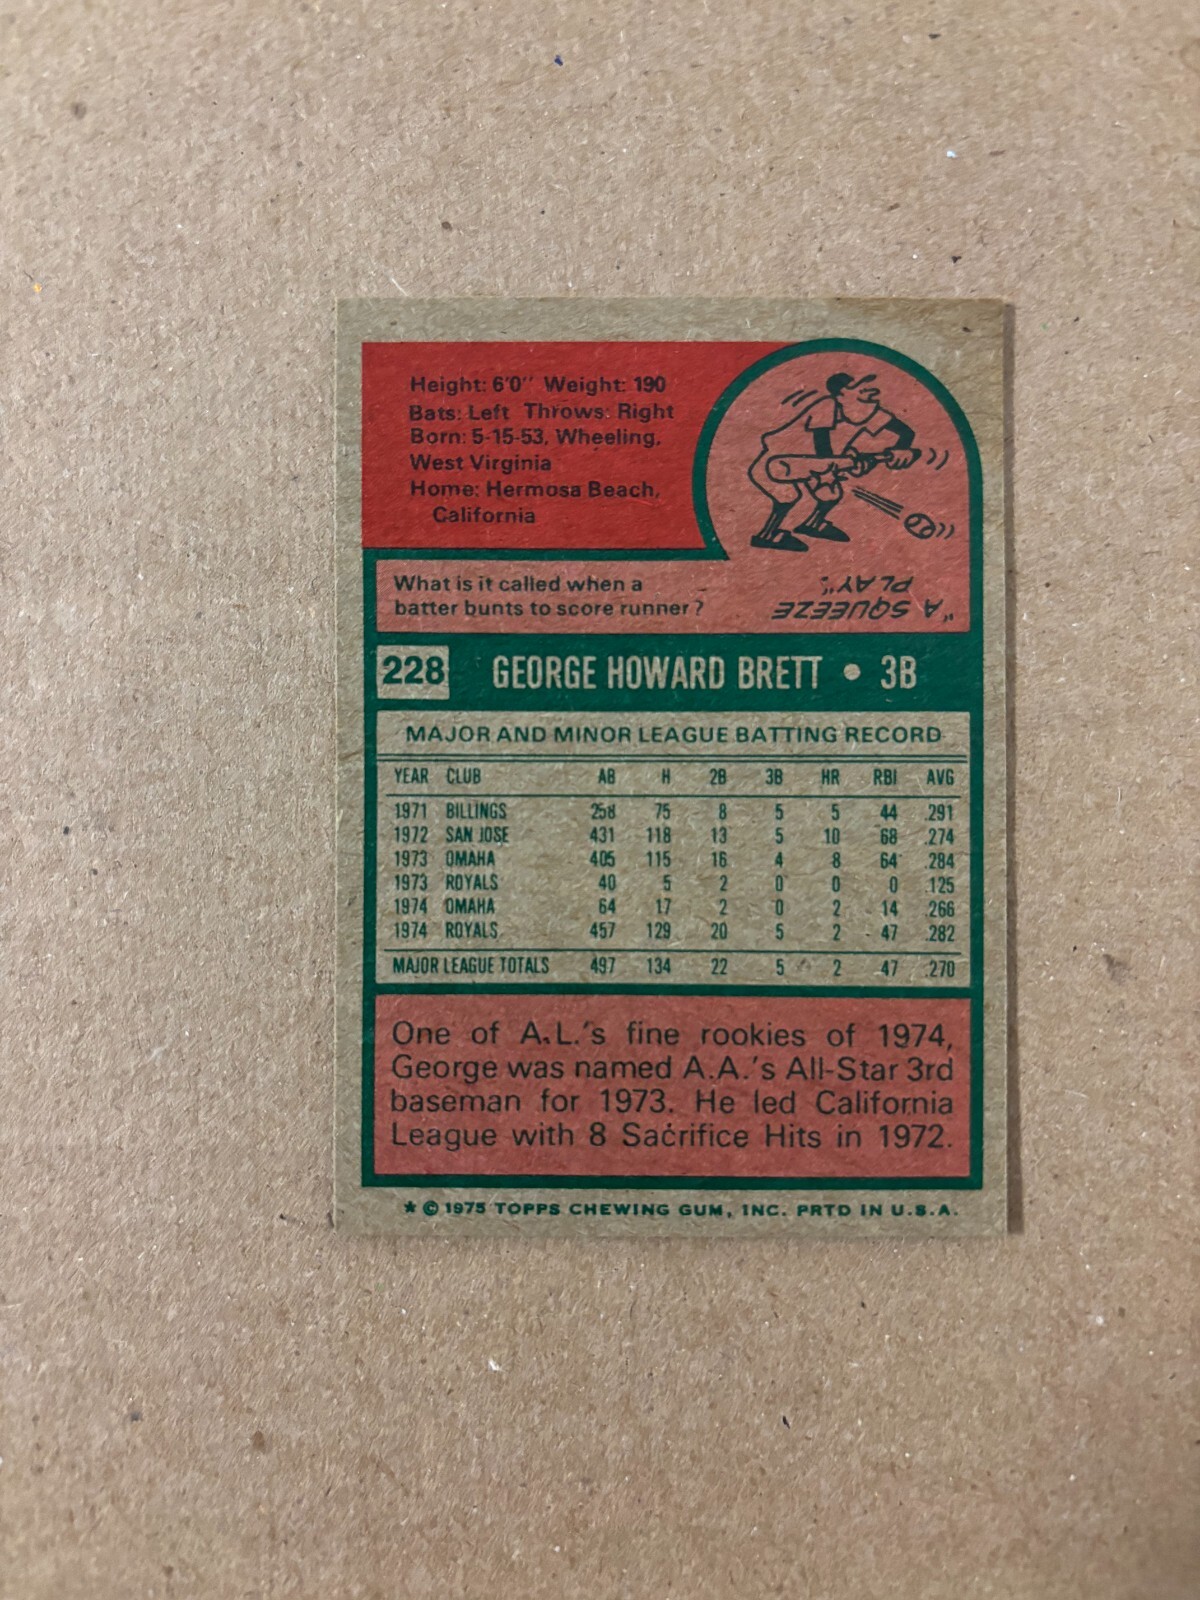 Height: 6'0" Weight: 190
Bats: Left Throws: Right
Born: 5-15-53, Wheeling,
West Virginia
Home: Hermosa Beach,
California
What is it called when a
batter bunts to score runner?
"A SQUEEZE
PLAY".
228 GEORGE HOWARD BRETT • 3B
MAJOR AND MINOR LEAGUE BATTING RECORD
YEAR CLUB AB H 2B 3B HR RBI AVG
1971 BILLINGS 258 75 8 5 5 44 .291
1972 SAN JOSE 431 118 13 5 10 68 .274
1973 OMAHA 405 115 16 4 8 64 .284
1973 ROYALS 40 5 2 0 0 0 .125
1974 OMAHA 64 17 2 0 2 14 .266
1974 ROYALS 457 129 20 5 2 47 .282
MAJOR LEAGUE TOTALS 497 134 22 5 2 47 .270
One of A.L.'s fine rookies of 1974,
George was named A.A.'s All-Star 3rd
baseman for 1973. He led California
League with 8 Sacrifice Hits in 1972.
★ © 1975 TOPPS CHEWING GUM, INC. PRTD IN U.S.A.